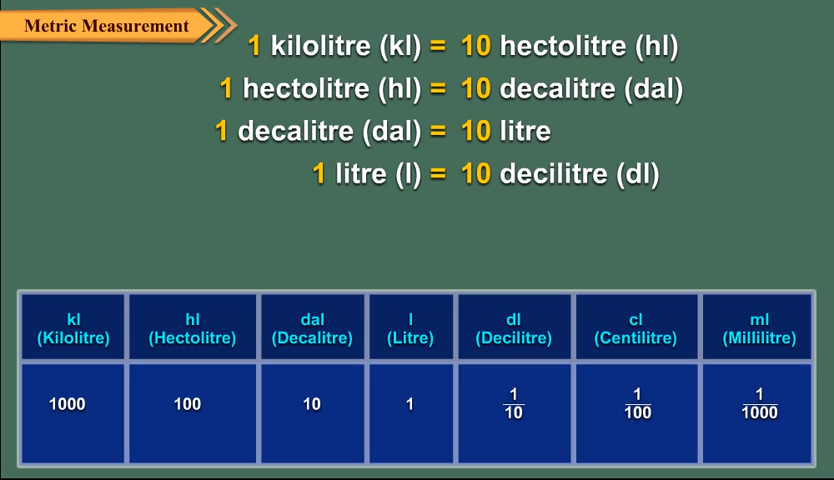 Metric Measurement
1 kilolitre (kl) = 10 hectolitre (hl)
1 hectolitre (hl) = 10 decalitre (dal)
1 decalitre (dal) = 10 litre
1 litre (l) = 10 decilitre (dl)
kl hl dal l dl cl ml
(Kilolitre) (Hectolitre) (Decalitre) (Litre) (Decilitre) (Centilitre) (Millilitre)
1000 100 10 1 1/10 1/100 1/1000